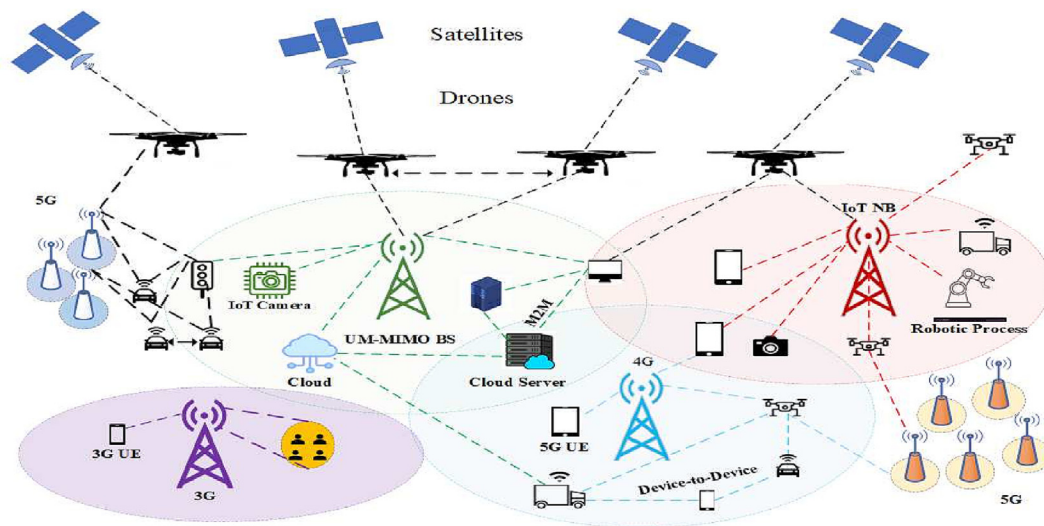 Satellites
Drones
5G
IoT NB
IoT Camera
M2M
UM-MIMO BS
Robotic Process
Cloud
Cloud Server
4G
3G UE
5G UE
3G
Device-to-Device
5G